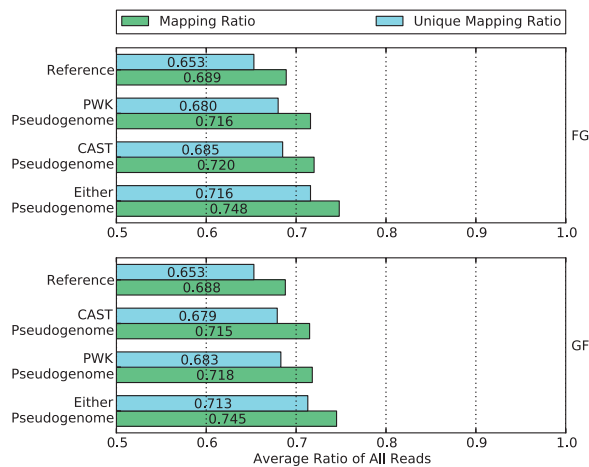 Mapping Ratio
Unique Mapping Ratio
Reference
0.653
0.689
PWK
Pseudogenome
0.680
0.716
CAST
Pseudogenome
0.685
0.720
Either
Pseudogenome
0.716
0.748
FG
0.5 0.6 0.7 0.8 0.9 1.0
Reference
0.653
0.688
CAST
Pseudogenome
0.679
0.715
PWK
Pseudogenome
0.683
0.718
Either
Pseudogenome
0.713
0.745
GF
0.5 0.6 0.7 0.8 0.9 1.0
Average Ratio of All Reads